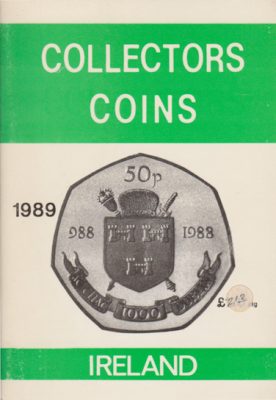 COLLECTORS
COINS
1989
50p
988
1988
1000
£
IRELAND